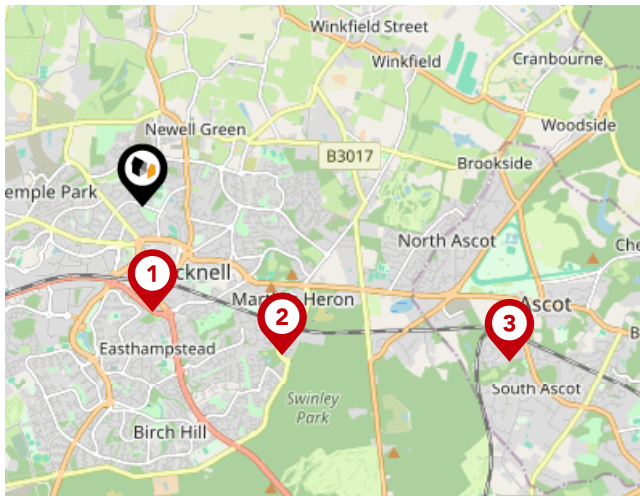 Winkfield Street
Winkfield
Cranbourne
Woodside
Newell Green
B3017
Brookside
emple Park
North Ascot
Che
1
cknell
Mart
Heron
Ascot
2
3
B
Easthampstead
South Ascot
Swinley
Park
Birch Hill